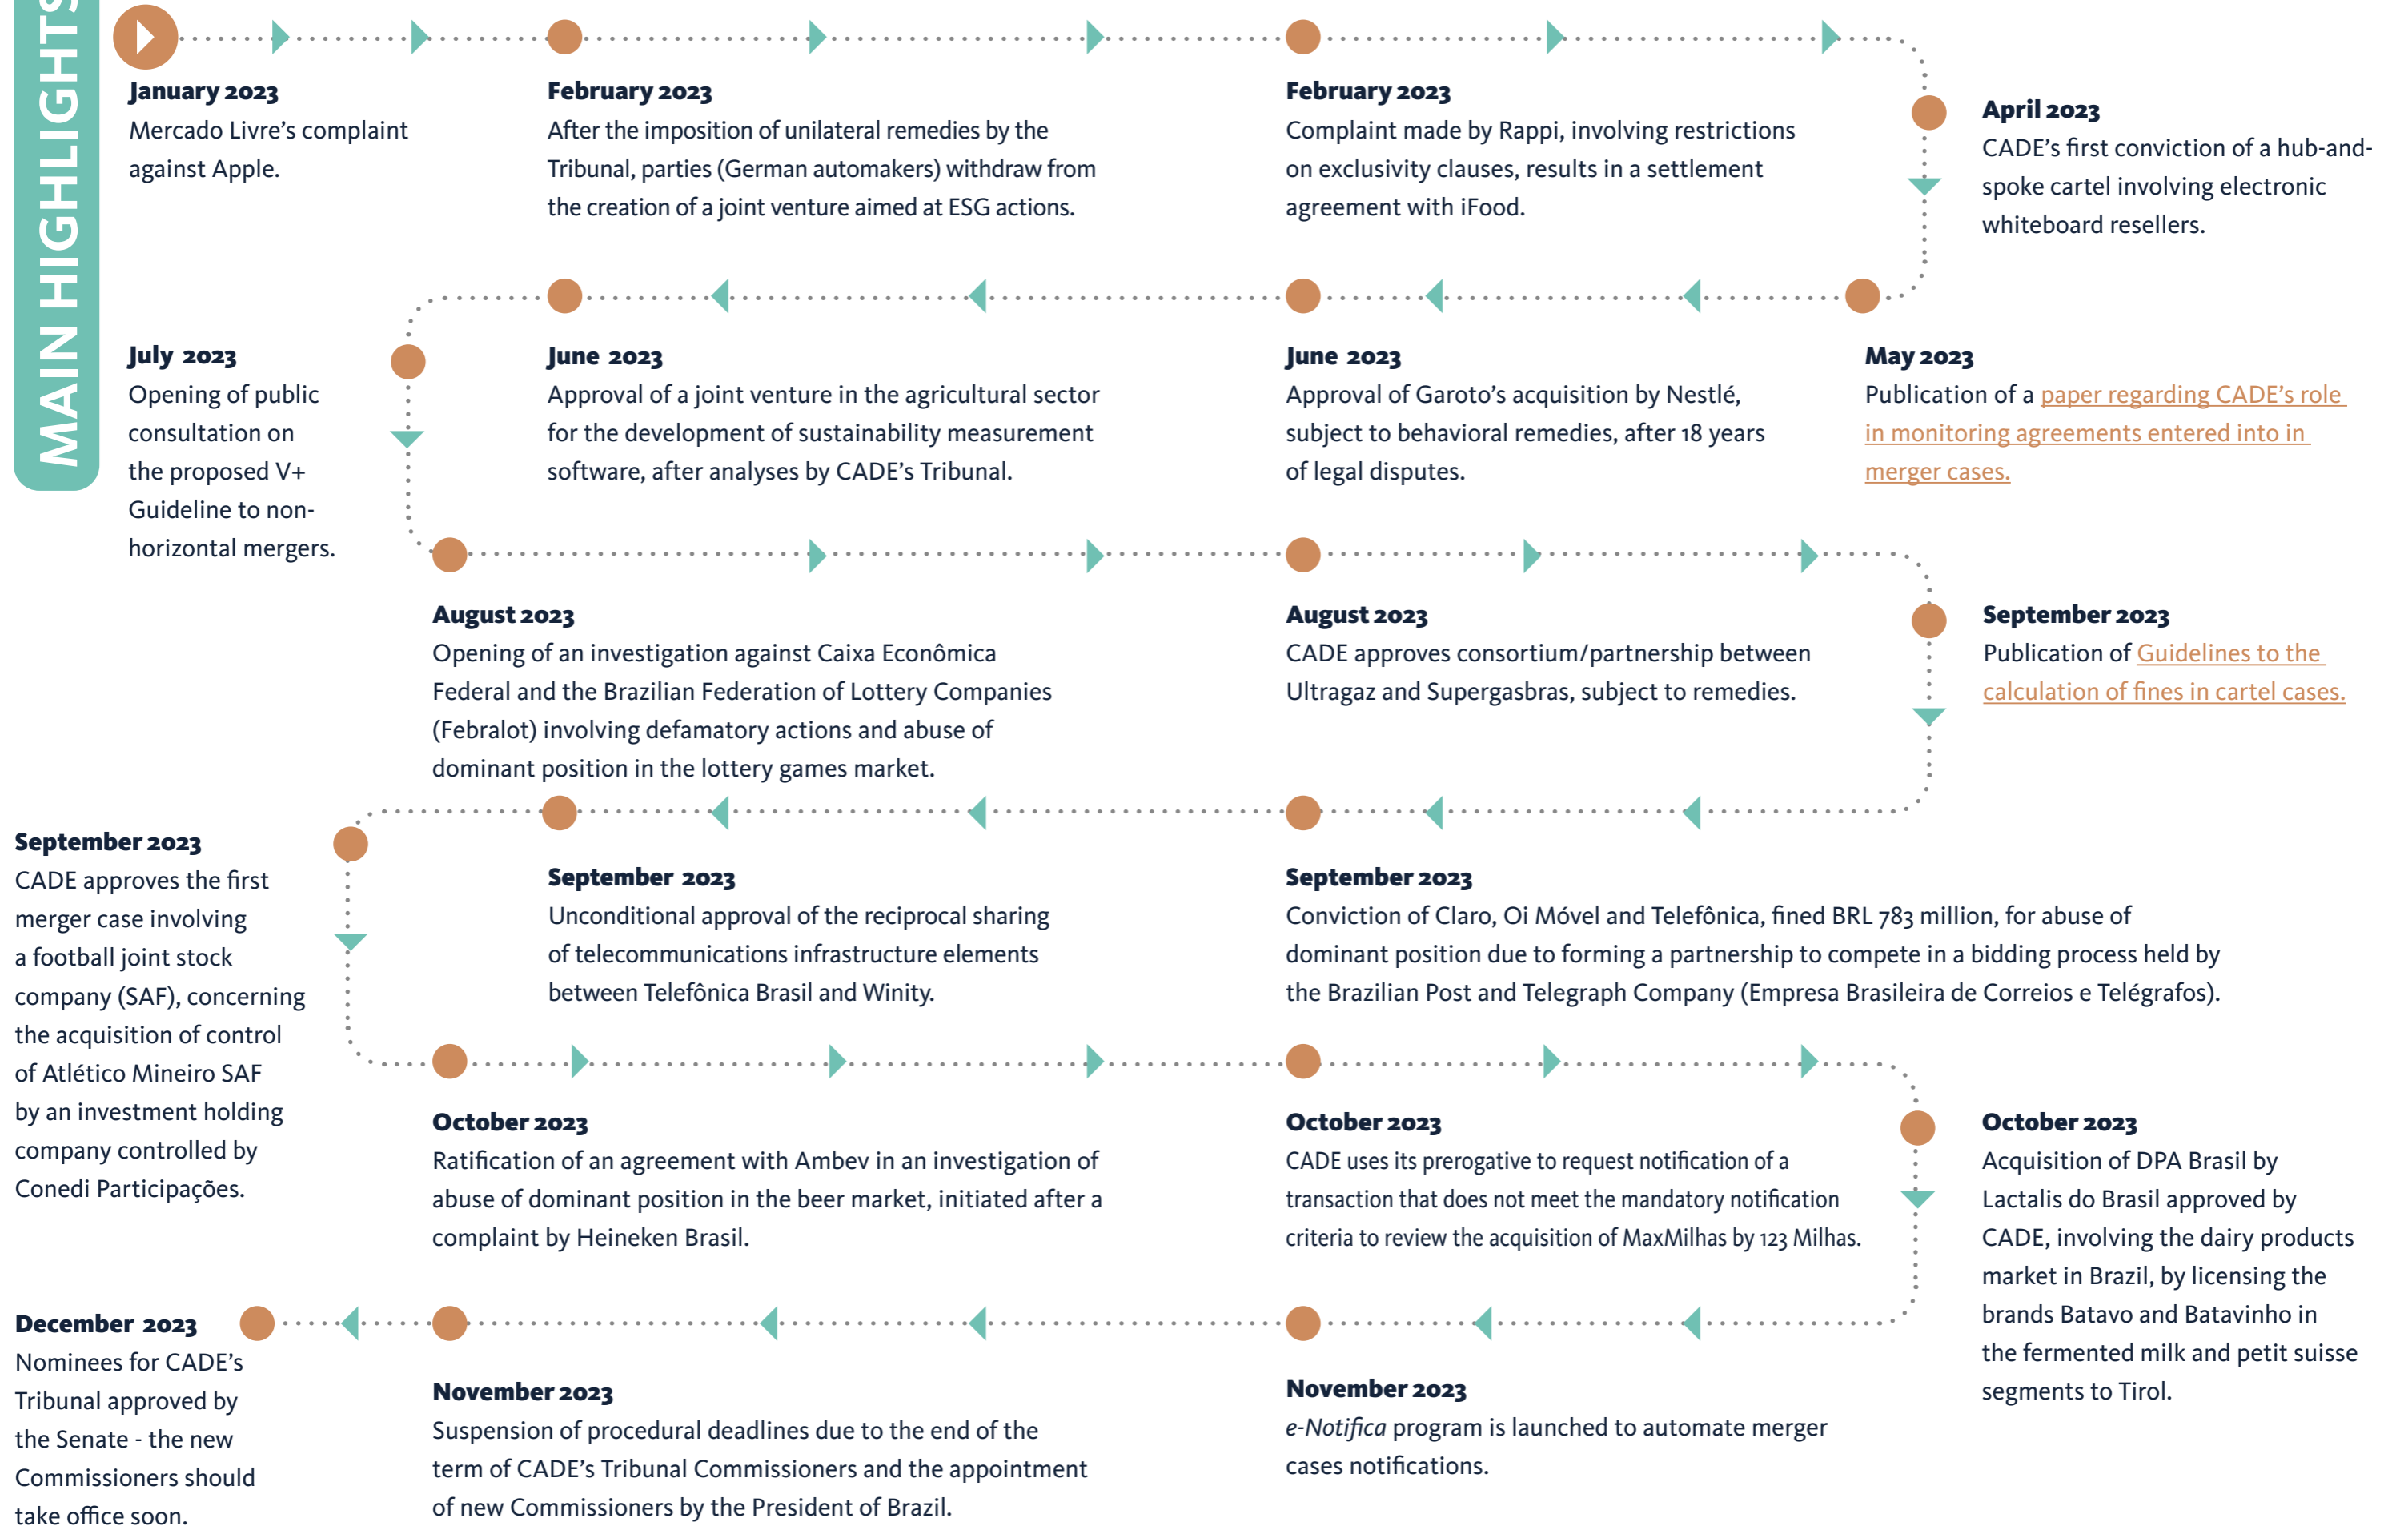 MAIN HIGHLIGHTS
January 2023
Mercado Livre’s complaint
against Apple.
February 2023
After the imposition of unilateral remedies by the
Tribunal, parties (German automakers) withdraw from
the creation of a joint venture aimed at ESG actions.
February 2023
Complaint made by Rappi, involving restrictions
on exclusivity clauses, results in a settlement
agreement with iFood.
April 2023
CADE’s first conviction of a hub-and-
spoke cartel involving electronic
whiteboard resellers.
May 2023
Publication of a paper regarding CADE’s role
in monitoring agreements entered into in
merger cases.
June 2023
Approval of Garoto’s acquisition by Nestlé,
subject to behavioral remedies, after 18 years
of legal disputes.
June 2023
Approval of a joint venture in the agricultural sector
for the development of sustainability measurement
software, after analyses by CADE’s Tribunal.
July 2023
Opening of public
consultation on
the proposed V+
Guideline to non-
horizontal mergers.
August 2023
Opening of an investigation against Caixa Econômica
Federal and the Brazilian Federation of Lottery Companies
(Febralot) involving defamatory actions and abuse of
dominant position in the lottery games market.
August 2023
CADE approves consortium/partnership between
Ultragaz and Supergasbras, subject to remedies.
September 2023
Publication of Guidelines to the
calculation of fines in cartel cases.
September 2023
Conviction of Claro, Oi Móvel and Telefônica, fined BRL 783 million, for abuse of
dominant position due to forming a partnership to compete in a bidding process held by
the Brazilian Post and Telegraph Company (Empresa Brasileira de Correios e Telégrafos).
September 2023
Unconditional approval of the reciprocal sharing
of telecommunications infrastructure elements
between Telefônica Brasil and Winity.
September 2023
CADE approves the first
merger case involving
a football joint stock
company (SAF), concerning
the acquisition of control
of Atlético Mineiro SAF
by an investment holding
company controlled by
Conedi Participações.
October 2023
Ratification of an agreement with Ambev in an investigation of
abuse of dominant position in the beer market, initiated after a
complaint by Heineken Brasil.
October 2023
CADE uses its prerogative to request notification of a
transaction that does not meet the mandatory notification
criteria to review the acquisition of MaxMilhas by 123 Milhas.
October 2023
Acquisition of DPA Brasil by
Lactalis do Brasil approved by
CADE, involving the dairy products
market in Brazil, by licensing the
brands Batavo and Batavinho in
the fermented milk and petit suisse
segments to Tirol.
November 2023
e-Notifica program is launched to automate merger
cases notifications.
November 2023
Suspension of procedural deadlines due to the end of the
term of CADE’s Tribunal Commissioners and the appointment
of new Commissioners by the President of Brazil.
December 2023
Nominees for CADE’s
Tribunal approved by
the Senate - the new
Commissioners should
take office soon.